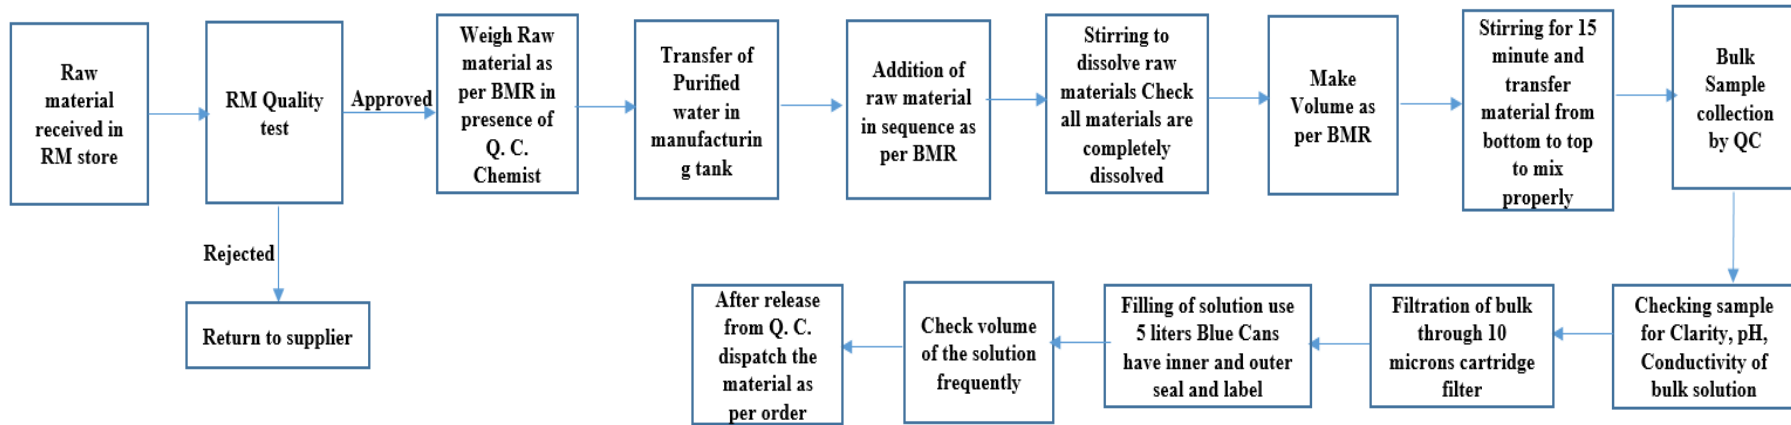 Raw
material
received in
RM store
RM Quality
test
Approved
Rejected
Return to supplier
Weigh Raw
material as
per BMR in
presence of
Q. C.
Chemist
Transfer of
Purified
water in
manufacturin
g tank
Addition of
raw material
in sequence as
per BMR
Stirring to
dissolve raw
materials Check
all materials are
completely
dissolved
Make
Volume as
per BMR
Stirring for 15
minute and
transfer
material from
bottom to top
to mix
properly
Bulk
Sample
collection
by QC
Checking sample
for Clarity, pH,
Conductivity of
bulk solution
Filtration of bulk
through 10
microns cartridge
filter
Filling of solution use
5 liters Blue Cans
have inner and outer
seal and label
Check volume
of the solution
frequently
After release
from Q. C.
dispatch the
material as
per order